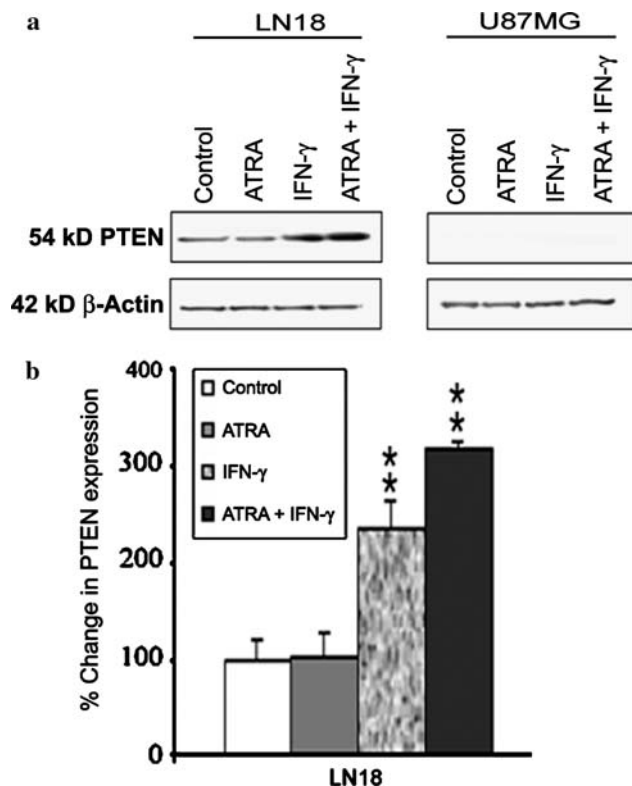 a
LN18
U87MG
Control
ATRA
IFN-γ
ATRA + IFN-γ
Control
ATRA
IFN-γ
ATRA + IFN-γ
54 kD PTEN
42 kD β-Actin
b
% Change in PTEN expression
400
300
200
100
0
Control
ATRA
IFN-γ
ATRA + IFN-γ
**
**
LN18